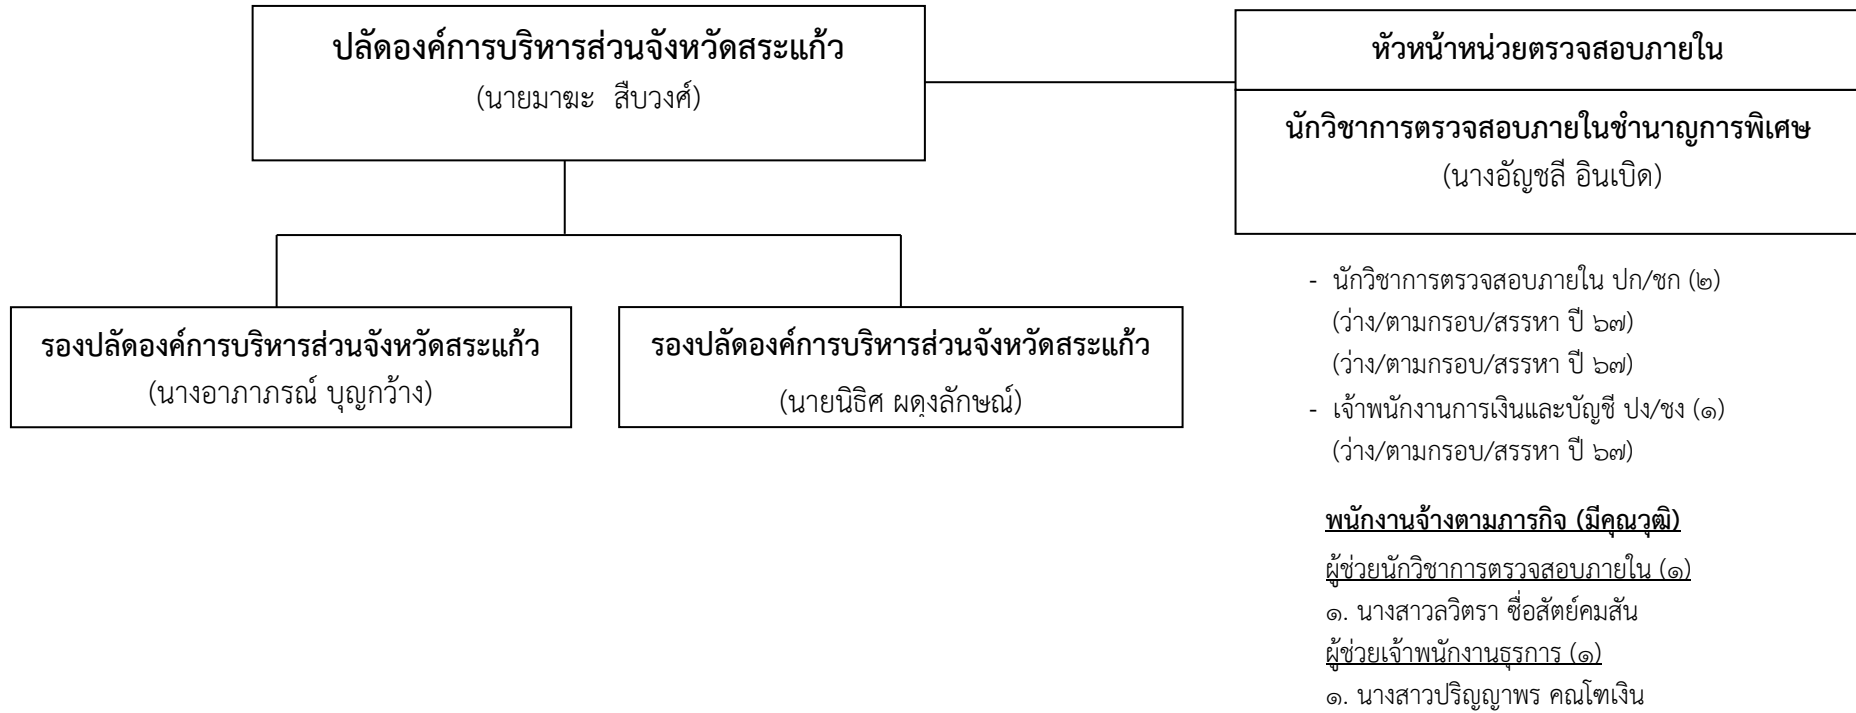 ปลัดองค์การบริหารส่วนจังหวัดสระแก้ว
(นายมาฆะ สืบวงศ์)
หัวหน้าหน่วยตรวจสอบภายใน
นักวิชาการตรวจสอบภายในชำนาญการพิเศษ
(นางอัญชลี อินเบิด)
รองปลัดองค์การบริหารส่วนจังหวัดสระแก้ว
(นางอาภาภรณ์ บุญกว้าง)
รองปลัดองค์การบริหารส่วนจังหวัดสระแก้ว
(นายนิธิศ ผดุงลักษณ์)
- นักวิชาการตรวจสอบภายใน ปก/ชก (๒)
(ว่าง/ตามกรอบ/สรรหา ปี ๖๗)
(ว่าง/ตามกรอบ/สรรหา ปี ๖๗)
- เจ้าพนักงานการเงินและบัญชี ปง/ชง (๑)
(ว่าง/ตามกรอบ/สรรหา ปี ๖๗)
พนักงานจ้างตามภารกิจ (มีคุณวุฒิ)
ผู้ช่วยนักวิชาการตรวจสอบภายใน (๑)
๑. นางสาวลวิตรา ซื่อสัตย์คมสัน
ผู้ช่วยเจ้าพนักงานธุรการ (๑)
๑. นางสาวปริญญาพร คณโฑเงิน